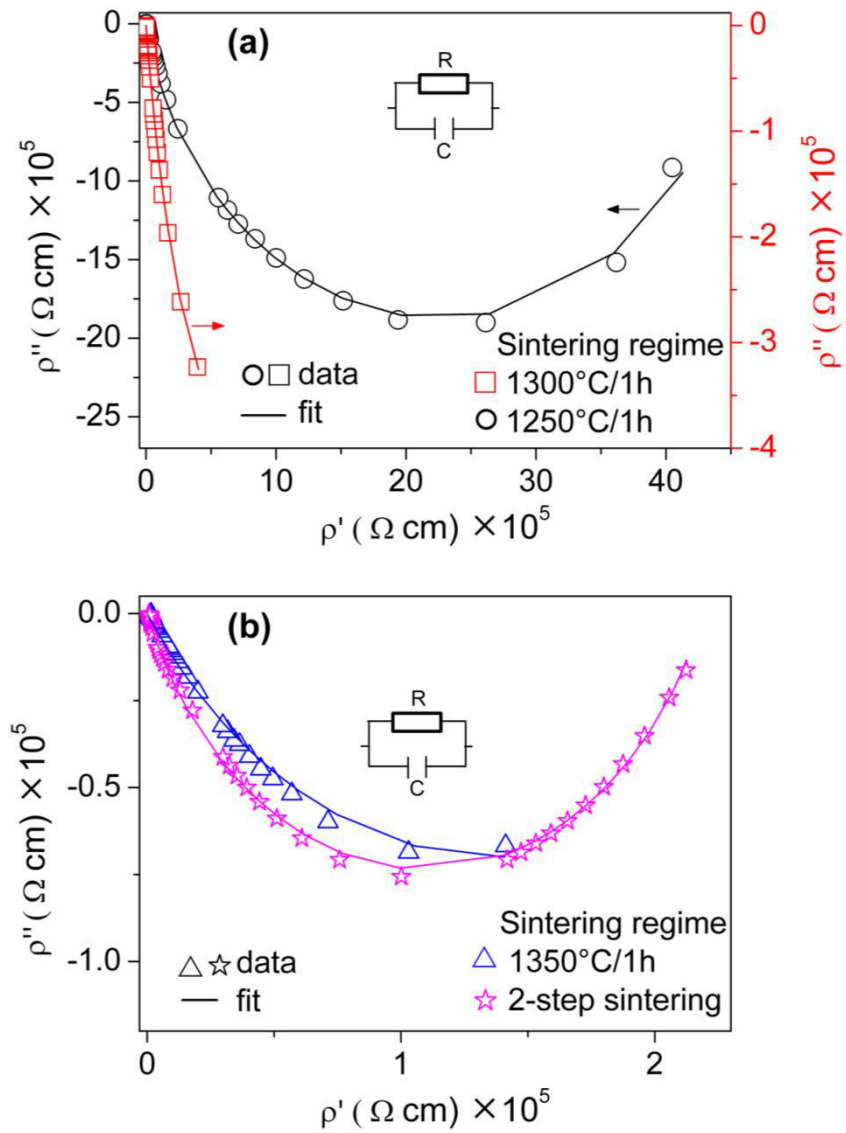 (a)
R
C
0
-5
-10
-15
-20
-25
ρ'' ( Ω cm) ×10⁵
0
-1
-2
-3
-4
ρ'' ( Ω cm) ×10⁵
Sintering regime
data
1300°C/1h
fit
1250°C/1h
0 10 20 30 40
ρ' ( Ω cm) ×10⁵
(b)
R
C
0.0
-0.5
-1.0
ρ'' ( Ω cm) ×10⁵
Sintering regime
data
1350°C/1h
fit
2-step sintering
0 1 2
ρ' ( Ω cm) ×10⁵